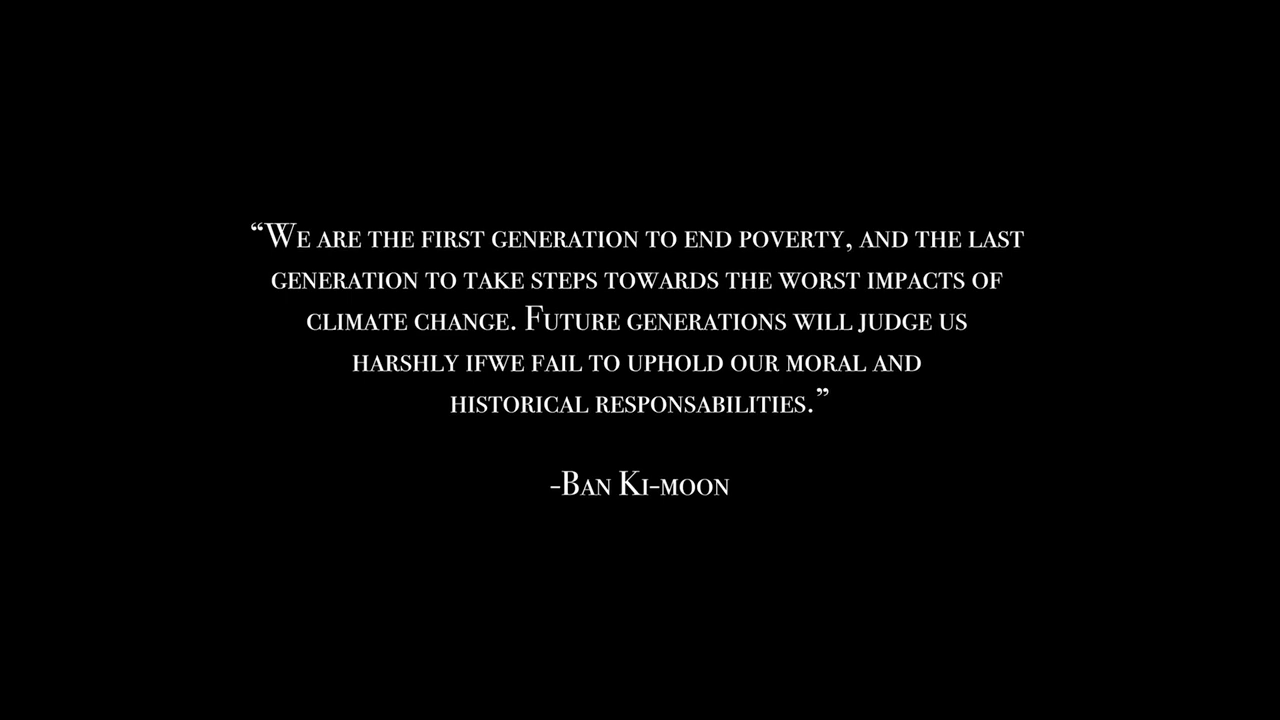 “We are the first generation to end poverty, and the last
generation to take steps towards the worst impacts of
climate change. Future generations will judge us
harshly ifwe fail to uphold our moral and
historical responsabilities.”
-Ban Ki-moon